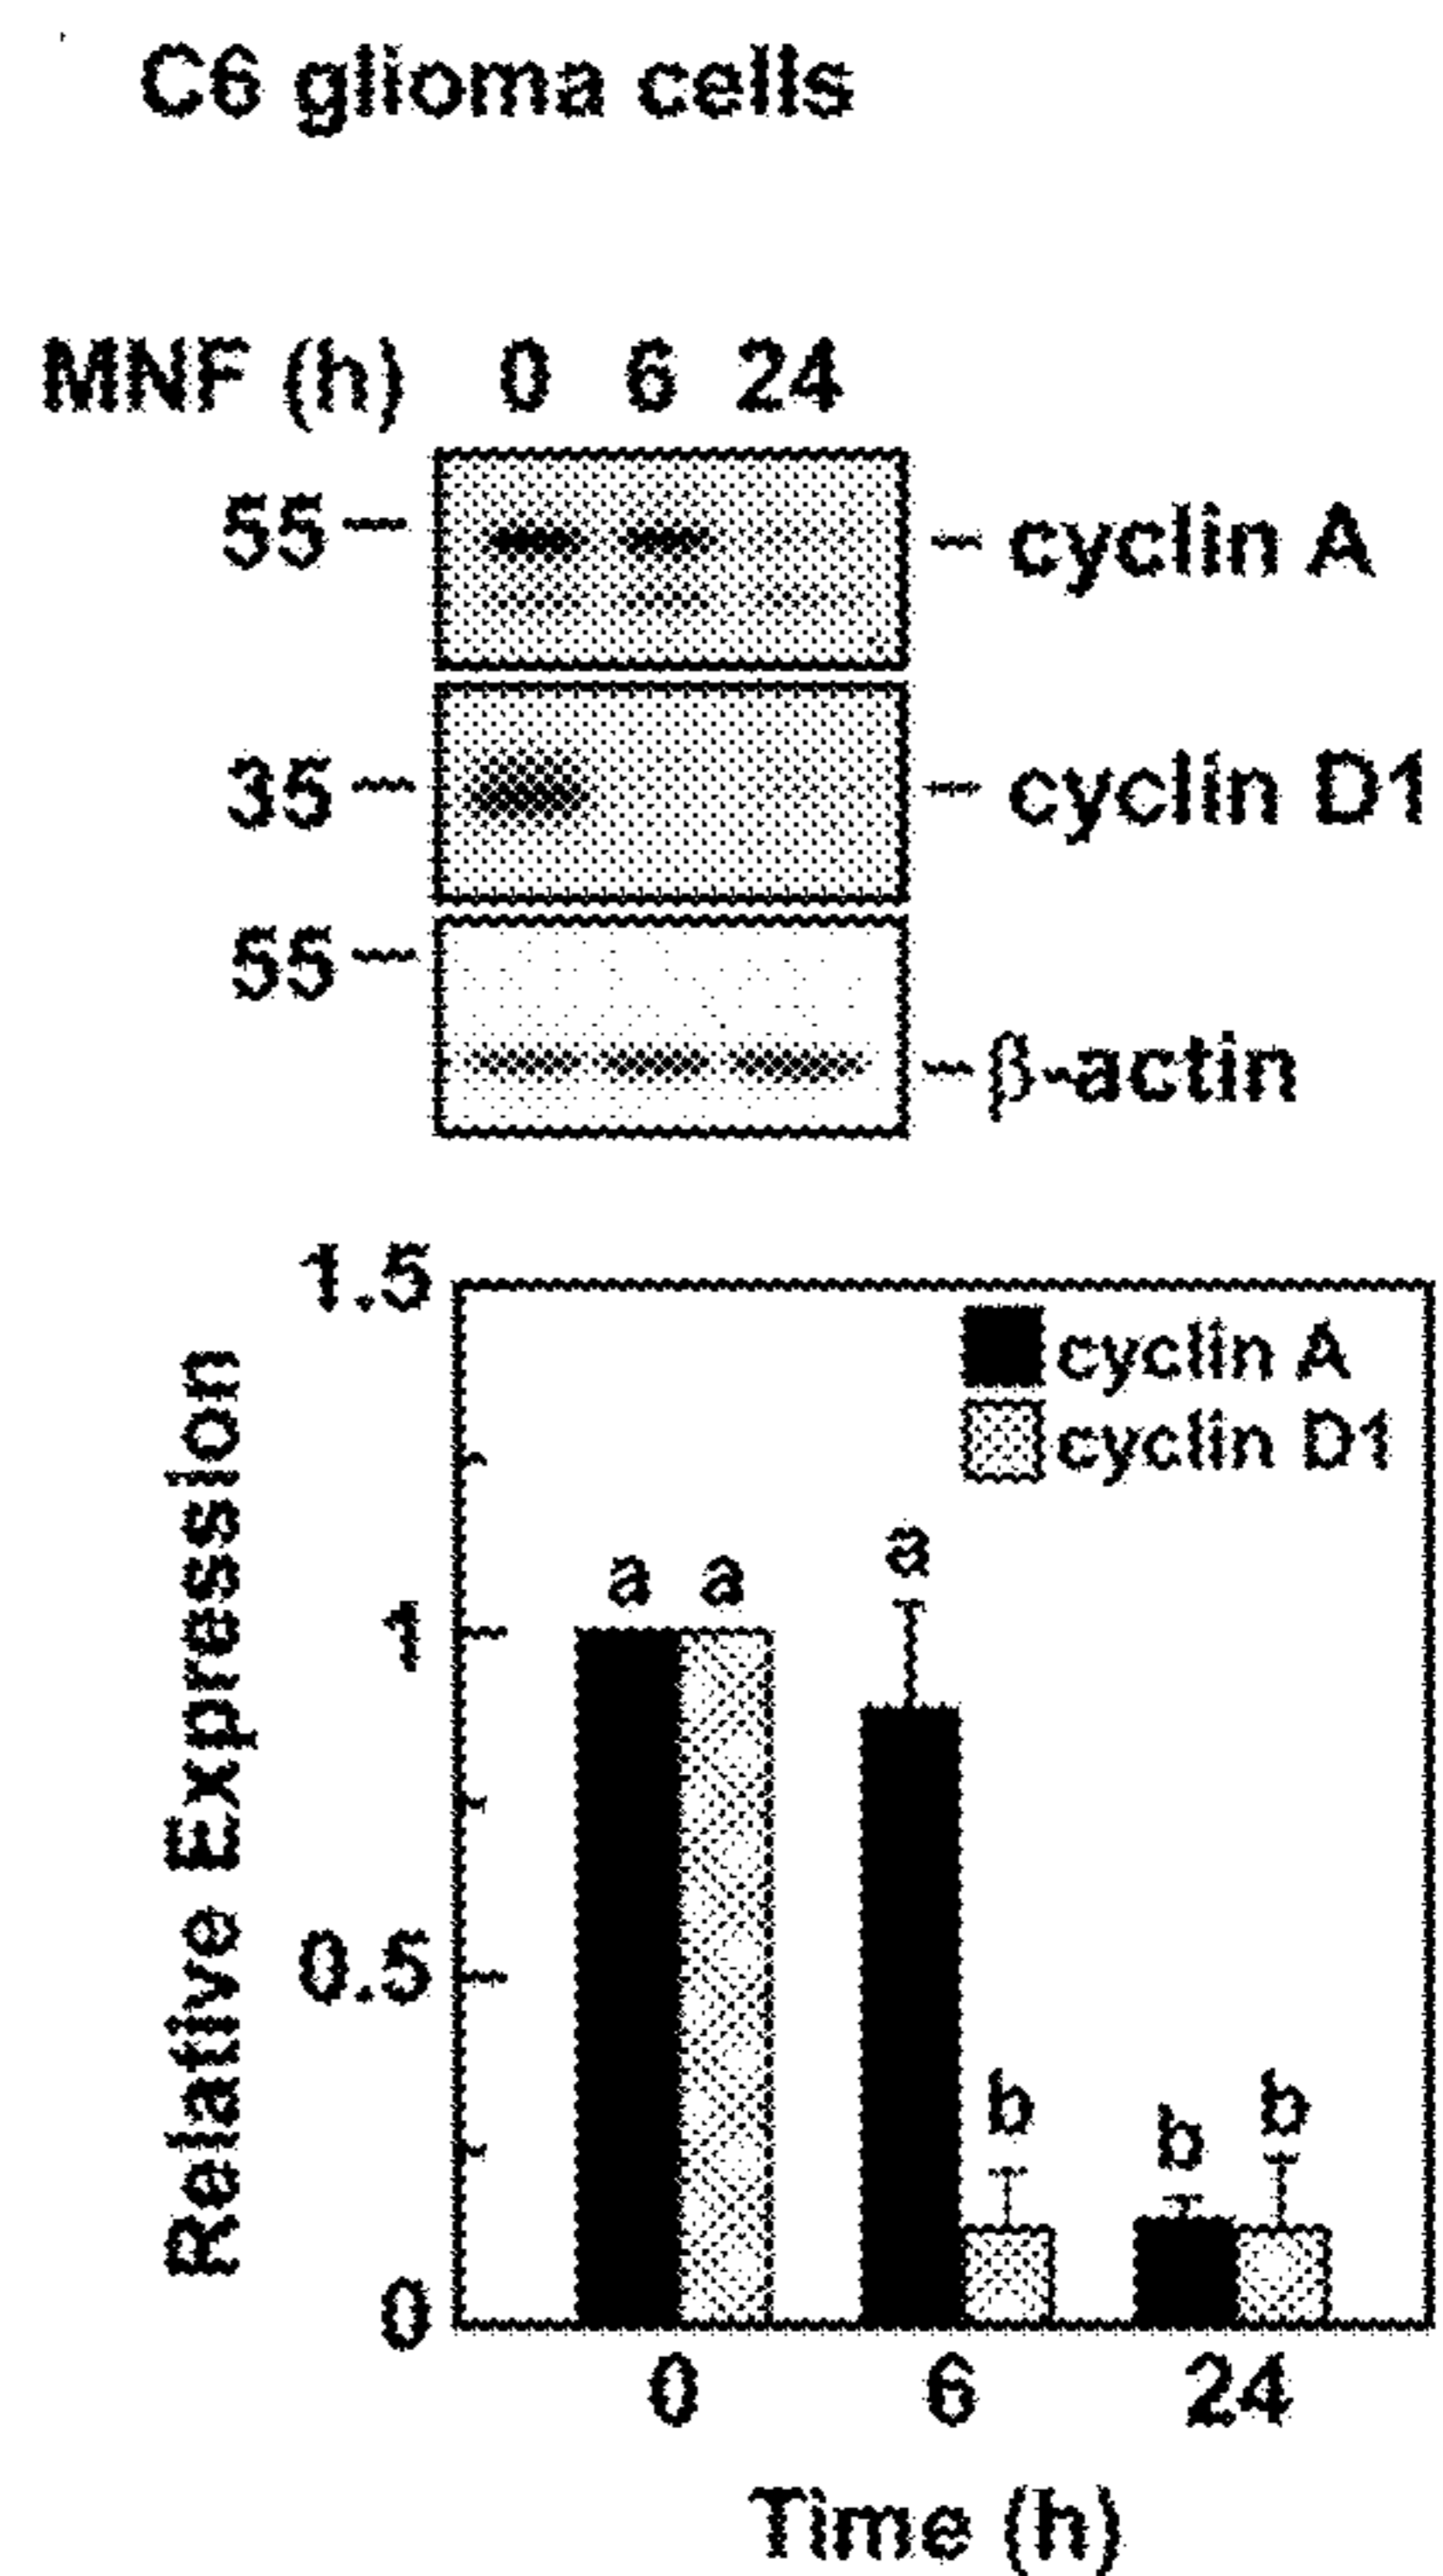 C6 glioma cells
MNF (h) 0 6 24
55 cyclin A
35 cyclin D1
55
β-actin
1.5
cyclin A
cyclin D1
a a a
1
Relative Expression
0.5
b b b
0
0 6 24
Time (h)